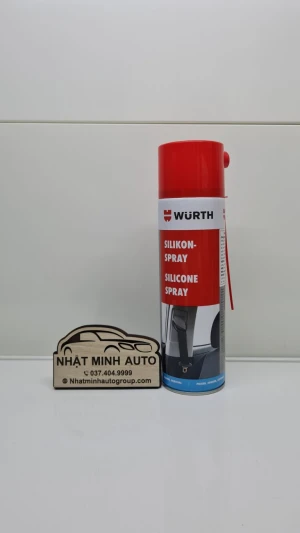 WÜRTH
SILIKON-
SPRAY
SILICONE
SPRAY
NHẬT MINH AUTO
037.404.9999
Nhatminhautogroup.com